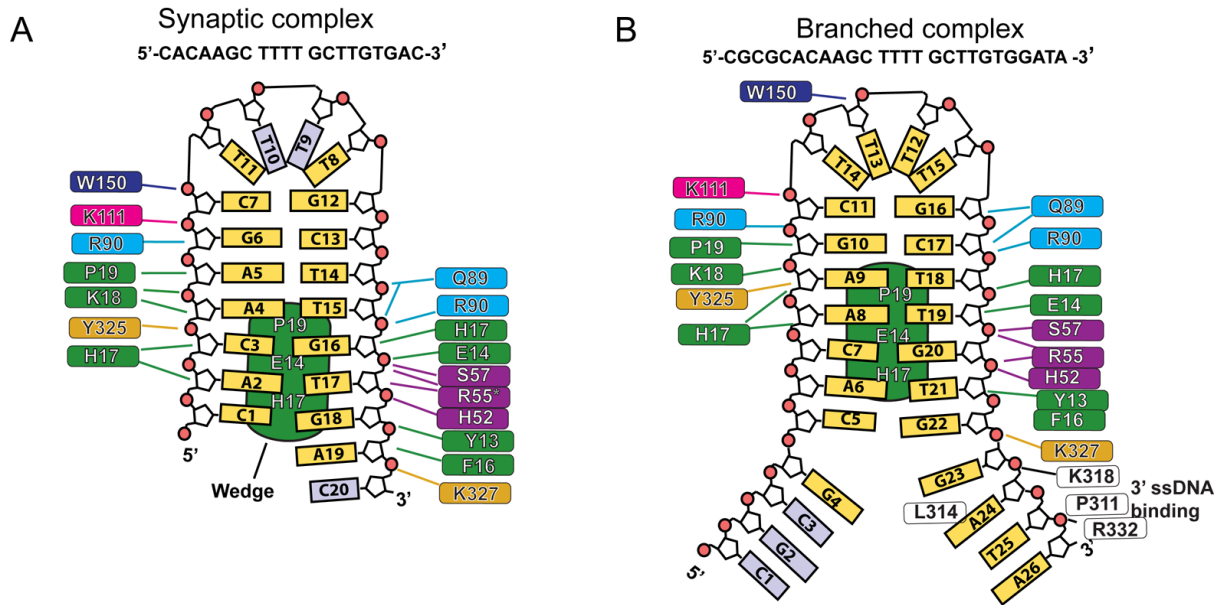 A
Synaptic complex
5'-CACAAGC TTTT GCTTGTGAC-3'
T11
T10
T9
T8
W150
K111
R90
P19
K18
Y325
H17
C7
G12
G6
C13
A5
T14
A4
T15
C3
G16
A2
T17
C1
G18
A19
C20
P19
E14
H17
Q89
R90
H17
E14
S57
R55*
H52
Y13
F16
K327
5'
3'
Wedge
B
Branched complex
5'-CGCGCACAAGC TTTT GCTTGTGGATA -3'
W150
T14
T13
T12
T15
K111
R90
P19
K18
Y325
H17
C11
G16
G10
C17
A9
T18
A8
T19
C7
G20
A6
T21
C5
G22
P19
E14
H17
Q89
R90
H17
E14
S57
R55
H52
Y13
F16
K327
G4
C3
G2
C1
5'
G23
A24
T25
A26
3'
L314
K318
P311
R332
3' ssDNA
binding